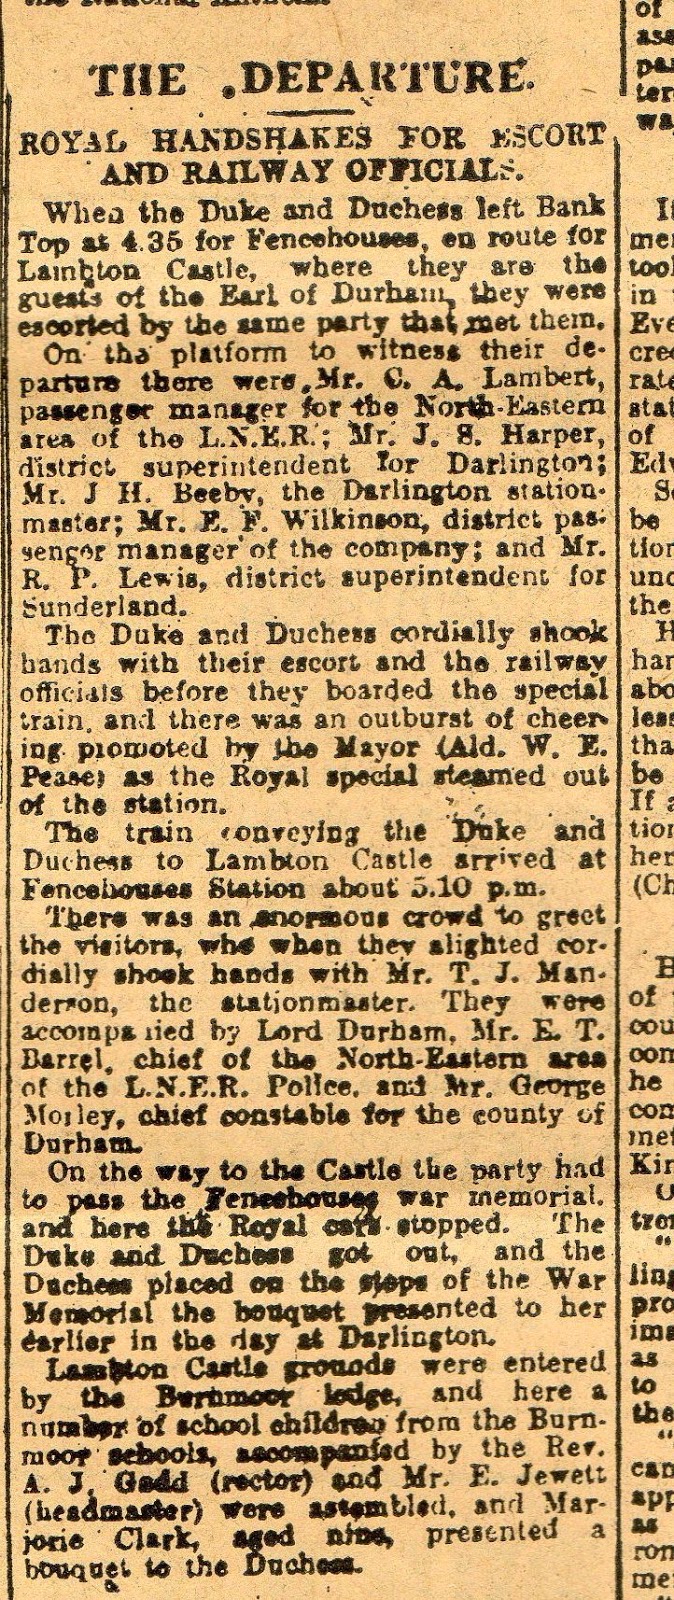 THE DEPARTURE.
ROYAL HANDSHAKES FOR ESCORT
AND RAILWAY OFFICIALS.
When the Duke and Duchess left Bank
Top at 4.35 for Fencehouses, en route for
Lambton Castle, where they are the
guests of the Earl of Durham, they were
escorted by the same party that met them.
On the platform to witness their de-
parture there were Mr. C. A. Lambert,
passenger manager for the North-Eastern
area of the L.N.E.R.; Mr. J. S. Harper,
district superintendent for Darlington;
Mr. J H. Beeby, the Darlington station-
master; Mr. E. F. Wilkinson, district pas-
senger manager of the company; and Mr.
R. P. Lewis, district superintendent for
Sunderland.
The Duke and Duchess cordially shook
hands with their escort and the railway
officials before they boarded the special
train, and there was an outburst of cheer-
ing promoted by the Mayor (Ald. W. E.
Pease) as the Royal special steamed out
of the station.
The train conveying the Duke and
Duchess to Lambton Castle arrived at
Fencehouses Station about 5.10 p.m.
There was an enormous crowd to greet
the visitors, who when they alighted cor-
dially shook hands with Mr. T. J. Man-
derson, the stationmaster. They were
accompanied by Lord Durham, Mr. E. T.
Barrel, chief of the North-Eastern area
of the L.N.E.R. Police, and Mr. George
Morley, chief constable for the county of
Durham.
On the way to the Castle the party had
to pass the Fencehouses war memorial,
and here the Royal cars stopped. The
Duke and Duchess got out, and the
Duchess placed on the steps of the War
Memorial the bouquet presented to her
earlier in the day at Darlington.
Lambton Castle grounds were entered
by the Burnmoor lodge, and here a
number of school children from the Burn-
moor schools, accompanied by the Rev.
A. J. Gadd (rector) and Mr. E. Jewett
(headmaster) were assembled, and Mar-
jorie Clark, aged nine, presented a
bouquet to the Duchess.